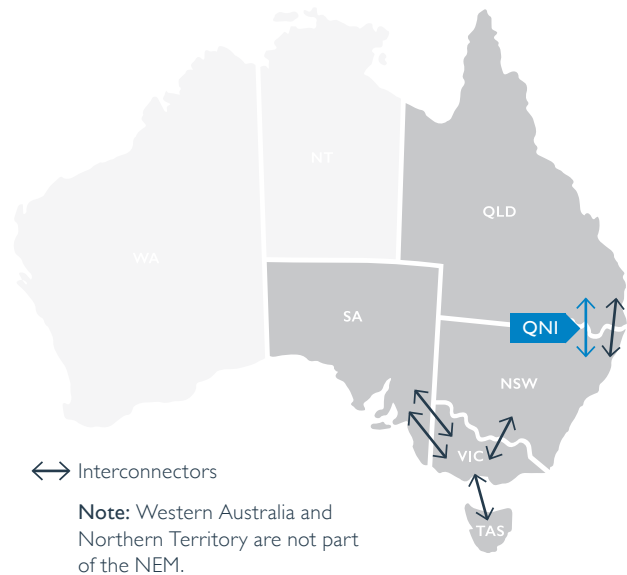 NT
QLD
WA
SA
QNI
NSW
VIC
Interconnectors
Note: Western Australia and
Northern Territory are not part
of the NEM.
TAS